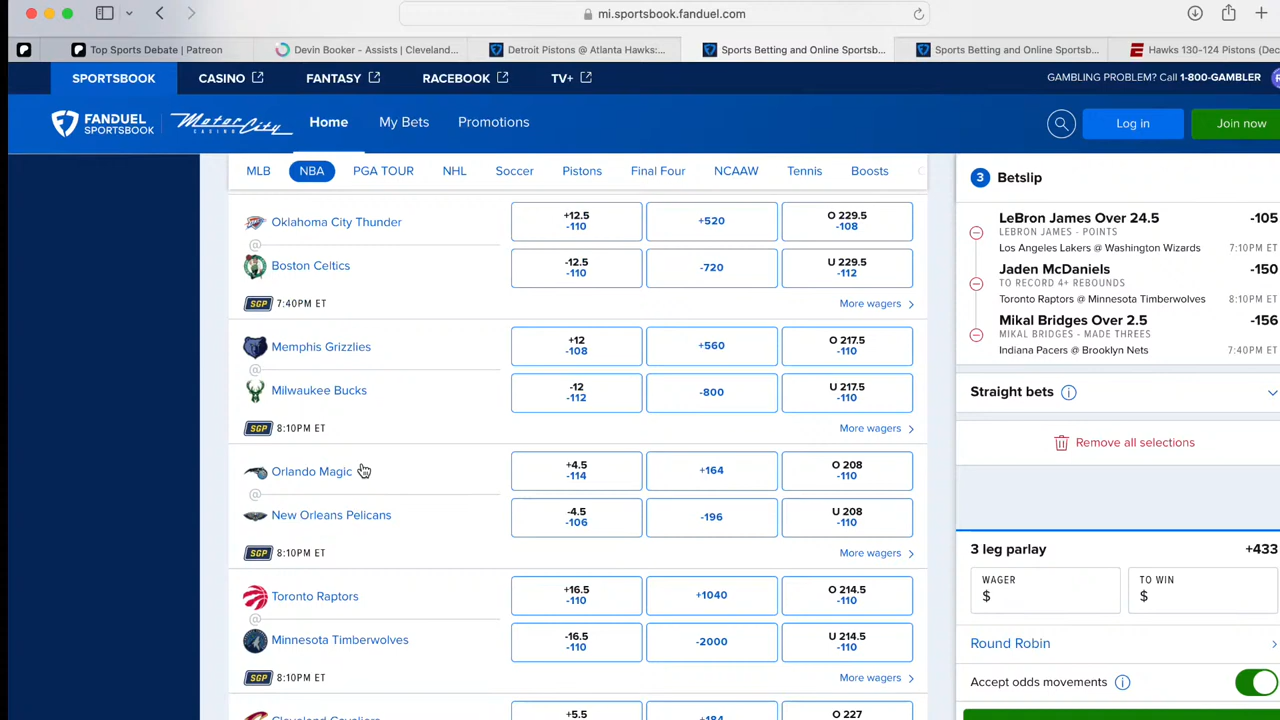 mi.sportsbook.fanduel.com
Top Sports Debate | Patreon
Devin Booker - Assists | Cleveland...
Detroit Pistons @ Atlanta Hawks:...
Sports Betting and Online Sportsb...
Sports Betting and Online Sportsb...
Hawks 130-124 Pistons (Dec
SPORTSBOOK
CASINO
FANTASY
RACEBOOK
TV+
GAMBLING PROBLEM? Call 1-800-GAMBLER
FANDUEL SPORTSBOOK
MotorCity CASINO
Home
My Bets
Promotions
Log in
Join now
MLB
NBA
PGA TOUR
NHL
Soccer
Pistons
Final Four
NCAAW
Tennis
Boosts
Oklahoma City Thunder
+12.5
-110
+520
O 229.5
-108
@
Boston Celtics
-12.5
-110
-720
U 229.5
-112
SGP 7:40PM ET
More wagers
Memphis Grizzlies
+12
-108
+560
O 217.5
-110
@
Milwaukee Bucks
-12
-112
-800
U 217.5
-110
SGP 8:10PM ET
More wagers
Orlando Magic
+4.5
-114
+164
O 208
-110
@
New Orleans Pelicans
-4.5
-106
-196
U 208
-110
SGP 8:10PM ET
More wagers
Toronto Raptors
+16.5
-110
+1040
O 214.5
-110
@
Minnesota Timberwolves
-16.5
-110
-2000
U 214.5
-110
SGP 8:10PM ET
More wagers
Cleveland Cavaliers
+5.5
+184
O 227
3 Betslip
LeBron James Over 24.5 -105
LEBRON JAMES - POINTS
Los Angeles Lakers @ Washington Wizards 7:10PM ET
Jaden McDaniels -150
TO RECORD 4+ REBOUNDS
Toronto Raptors @ Minnesota Timberwolves 8:10PM ET
Mikal Bridges Over 2.5 -156
MIKAL BRIDGES - MADE THREES
Indiana Pacers @ Brooklyn Nets 7:40PM ET
Straight bets
Remove all selections
3 leg parlay +433
WAGER
$
TO WIN
$
Round Robin
Accept odds movements